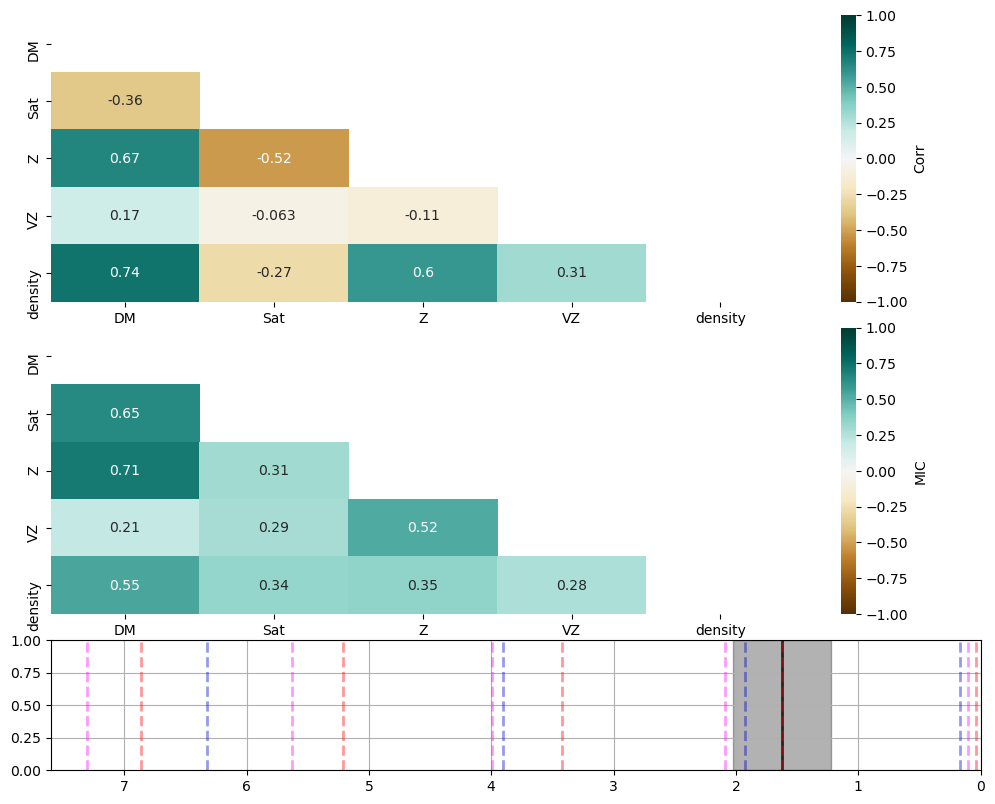 DM
Sat
Z
VZ
density
-0.36
0.67
-0.52
0.17
-0.063
-0.11
0.74
-0.27
0.6
0.31
DM
Sat
Z
VZ
density
1.00
0.75
0.50
0.25
0.00
−0.25
−0.50
−0.75
−1.00
Corr
DM
Sat
Z
VZ
density
0.65
0.71
0.31
0.21
0.29
0.52
0.55
0.34
0.35
0.28
DM
Sat
Z
VZ
density
1.00
0.75
0.50
0.25
0.00
−0.25
−0.50
−0.75
−1.00
MIC
1.00
0.75
0.50
0.25
0.00
7
6
5
4
3
2
1
0